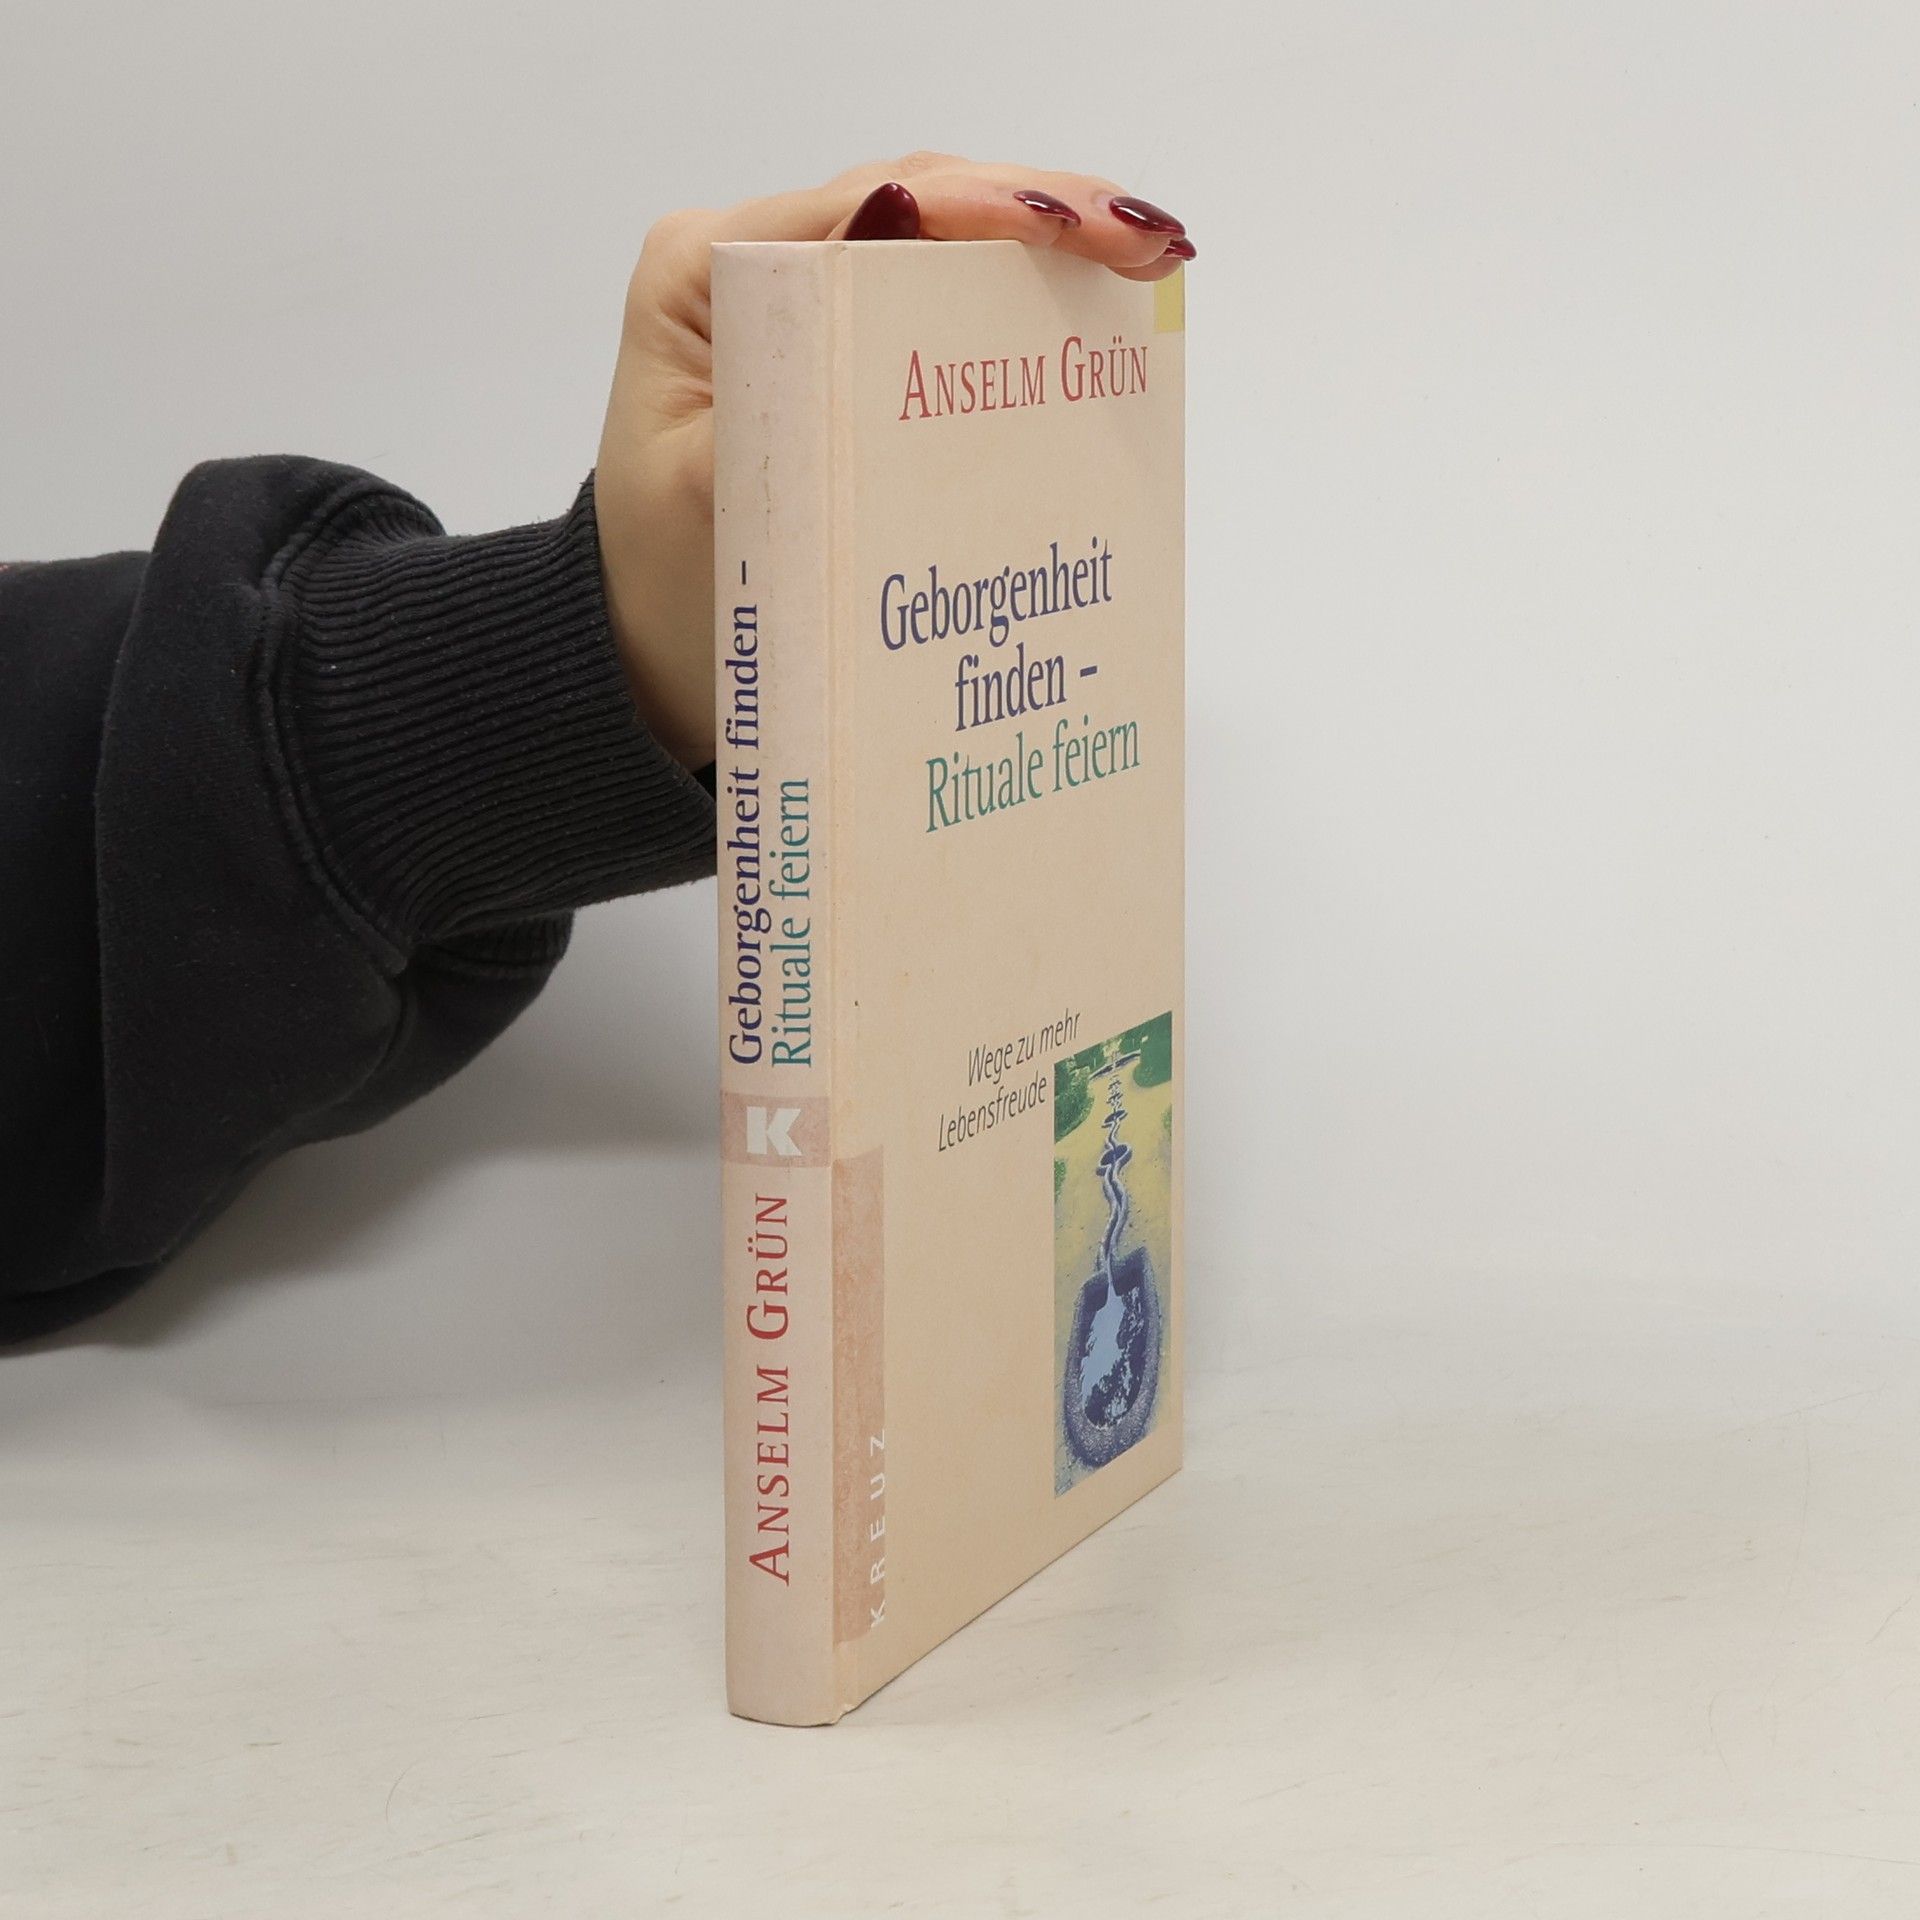 ANSELM GRÜN
Geborgenheit
finden –
Rituale feiern
Wege zu mehr
Lebensfreude
KREUZ
Geborgenheit finden –
Rituale feiern
K
ANSELM GRÜN